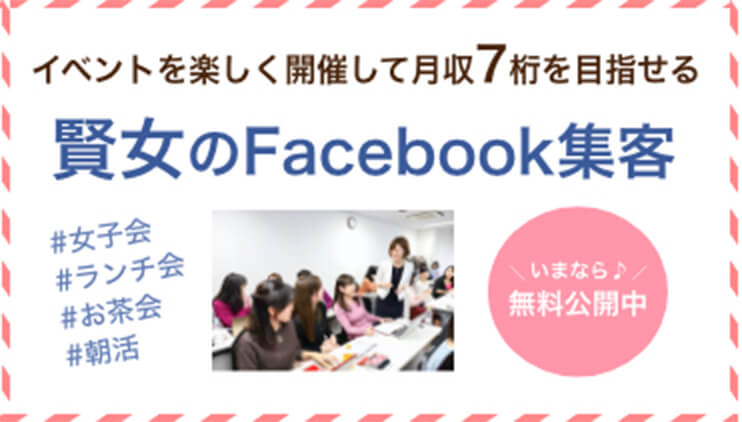 イベントを楽しく開催して月収7桁を目指せる
賢女のFacebook集客
#女子会
#ランチ会
#お茶会
#朝活
＼いまなら♪／
無料公開中